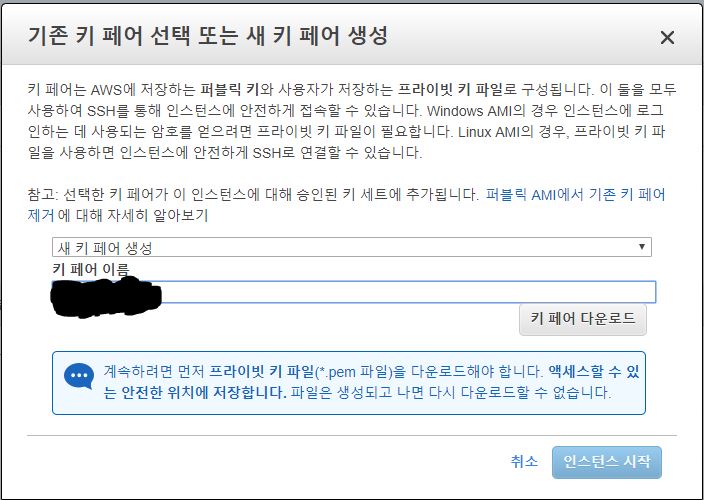 기존 키 페어 선택 또는 새 키 페어 생성
키 페어는 AWS에 저장하는 퍼블릭 키와 사용자가 저장하는 프라이빗 키 파일로 구성됩니다. 이 둘을 모두
사용하여 SSH를 통해 인스턴스에 안전하게 접속할 수 있습니다. Windows AMI의 경우 인스턴스에 로그
인하는 데 사용되는 암호를 얻으려면 프라이빗 키 파일이 필요합니다. Linux AMI의 경우, 프라이빗 키 파
일을 사용하면 인스턴스에 안전하게 SSH로 연결할 수 있습니다.
참고: 선택한 키 페어가 이 인스턴스에 대해 승인된 키 세트에 추가됩니다. 퍼블릭 AMI에서 기존 키 페어
제거 에 대해 자세히 알아보기
새 키 페어 생성
키 페어 이름
키 페어 다운로드
계속하려면 먼저 프라이빗 키 파일(*.pem 파일)을 다운로드해야 합니다. 액세스할 수 있
는 안전한 위치에 저장합니다. 파일은 생성되고 나면 다시 다운로드할 수 없습니다.
취소 인스턴스 시작